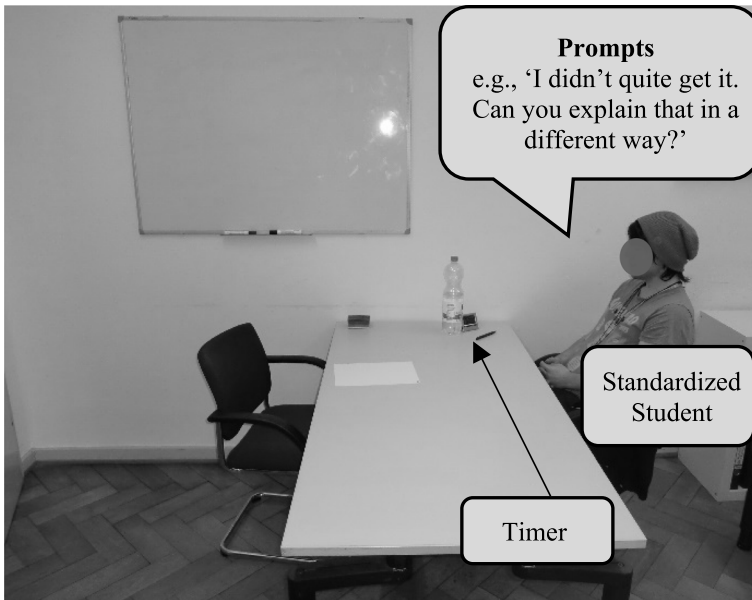 Prompts
e.g., ‘I didn’t quite get it.
Can you explain that in a
different way?’
Standardized
Student
Timer